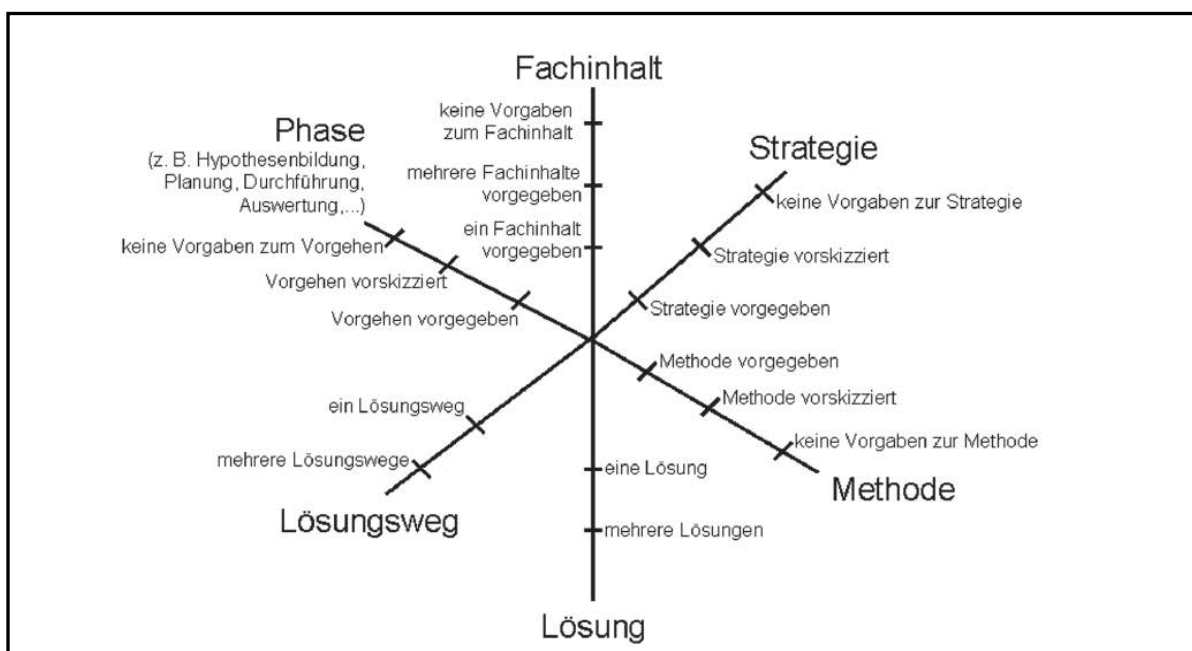 Fachinhalt
keine Vorgaben
zum Fachinhalt
mehrere Fachinhalte
vorgegeben
ein Fachinhalt
vorgegeben
Phase
(z. B. Hypothesenbildung,
Planung, Durchführung,
Auswertung,...)
keine Vorgaben zum Vorgehen
Vorgehen vorskizziert
Vorgehen vorgegeben
Strategie
keine Vorgaben zur Strategie
Strategie vorskizziert
Strategie vorgegeben
Methode vorgegeben
Methode vorskizziert
keine Vorgaben zur Methode
Methode
ein Lösungsweg
mehrere Lösungswege
Lösungsweg
eine Lösung
mehrere Lösungen
Lösung